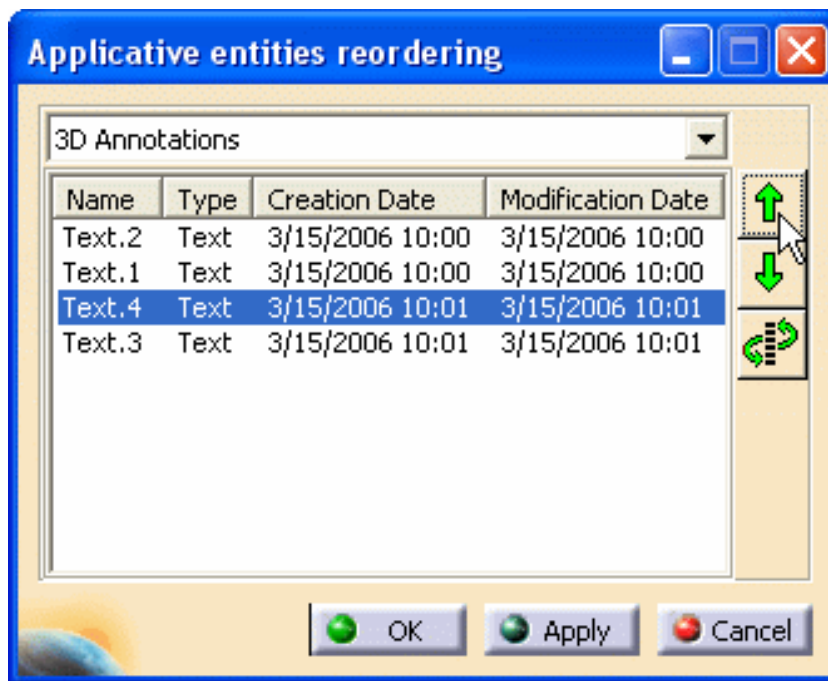 Applicative entities reordering
3D Annotations
Name Type Creation Date Modification Date
Text.2 Text 3/15/2006 10:00 3/15/2006 10:00
Text.1 Text 3/15/2006 10:00 3/15/2006 10:00
Text.4 Text 3/15/2006 10:01 3/15/2006 10:01
Text.3 Text 3/15/2006 10:01 3/15/2006 10:01
OK Apply Cancel